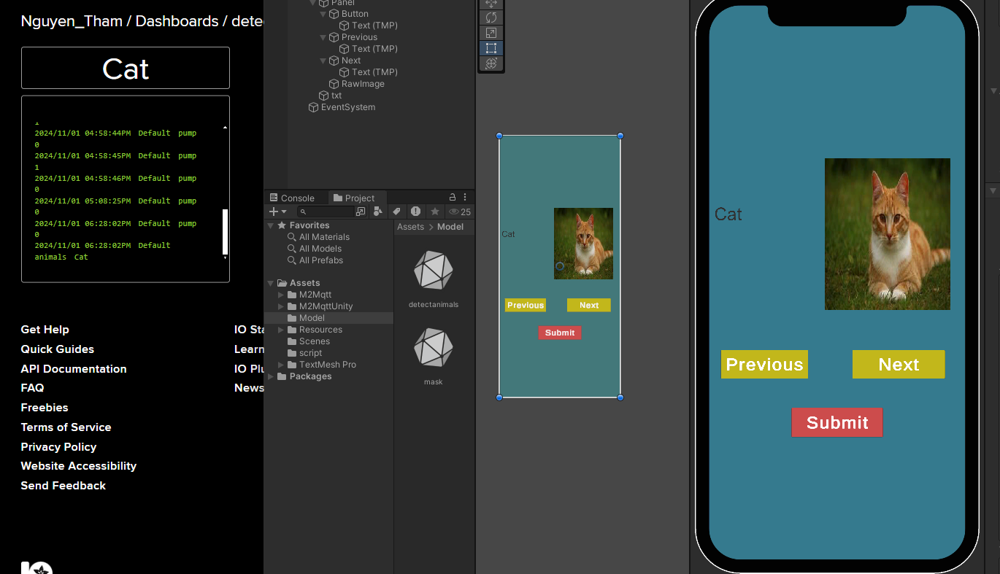 Nguyen_Tham / Dashboards / dete
Cat
1
2024/11/01 04:58:44PM Default pump
0
2024/11/01 04:58:45PM Default pump
1
2024/11/01 04:58:46PM Default pump
0
2024/11/01 05:08:25PM Default pump
0
2024/11/01 06:28:02PM Default pump
0
2024/11/01 06:28:02PM Default
animals Cat
Get Help
Quick Guides
API Documentation
FAQ
Freebies
Terms of Service
Privacy Policy
Website Accessibility
Send Feedback
IO Sta
Learn
IO Plu
News
Panel
Button
Text (TMP)
Previous
Text (TMP)
Next
Text (TMP)
RawImage
txt
EventSystem
Console Project
25
Favorites
All Materials
All Models
All Prefabs
Assets
M2Mqtt
M2MqttUnity
Model
Resources
Scenes
script
TextMesh Pro
Packages
Assets > Model
detectanimals
mask
Cat
Previous Next
Submit
Cat
Previous Next
Submit